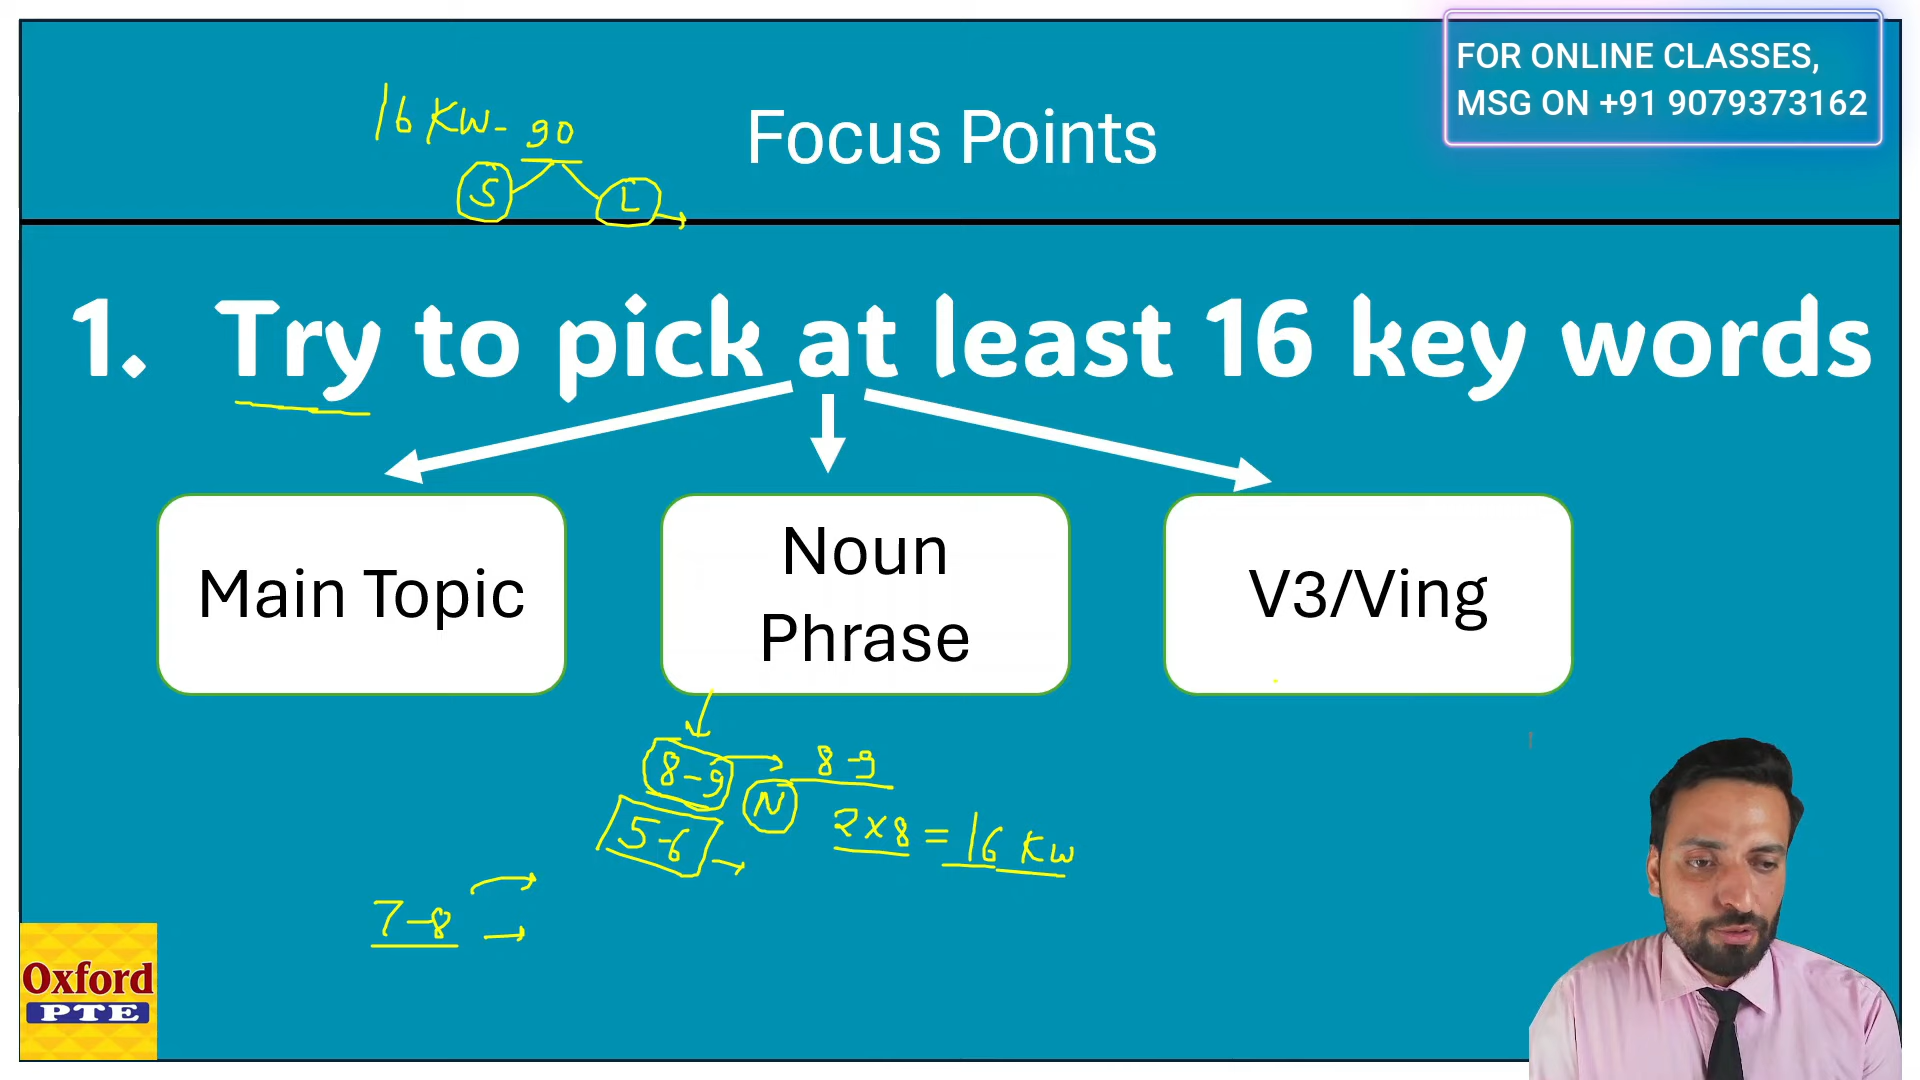 FOR ONLINE CLASSES,
MSG ON +91 9079373162
16 KW - 90
S L
Focus Points
1. Try to pick at least 16 key words
Main Topic
Noun
Phrase
V3/Ving
8-9 8-9
N
5-6 2x8 = 16 KW
7-8
Oxford
PTE